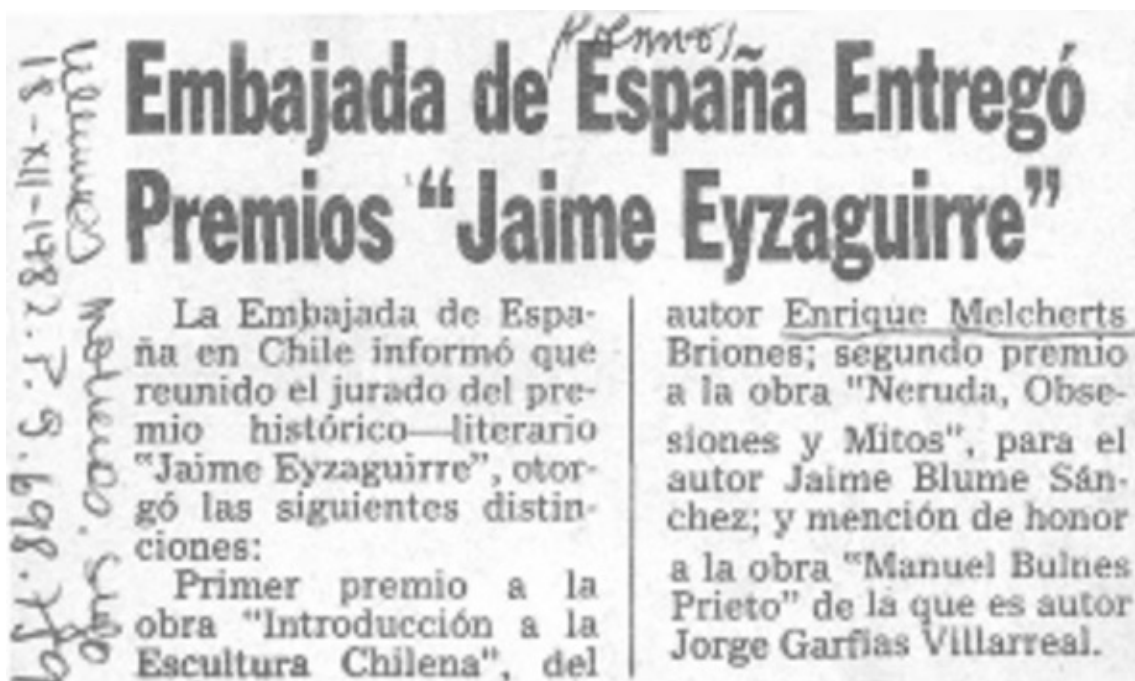 Premios
Embajada de España Entregó
Premios “Jaime Eyzaguirre”
La Embajada de Espa-
ña en Chile informó que
reunido el jurado del pre-
mio histórico—literario
“Jaime Eyzaguirre”, otor-
gó las siguientes distin-
ciones:
Primer premio a la
obra “Introducción a la
Escultura Chilena”, del
autor Enrique Melcherts
Briones; segundo premio
a la obra "Neruda, Obse-
siones y Mitos", para el
autor Jaime Blume Sán-
chez; y mención de honor
a la obra “Manuel Bulnes
Prieto” de la que es autor
Jorge Garfias Villarreal.
18-XII-1982. P. 5.